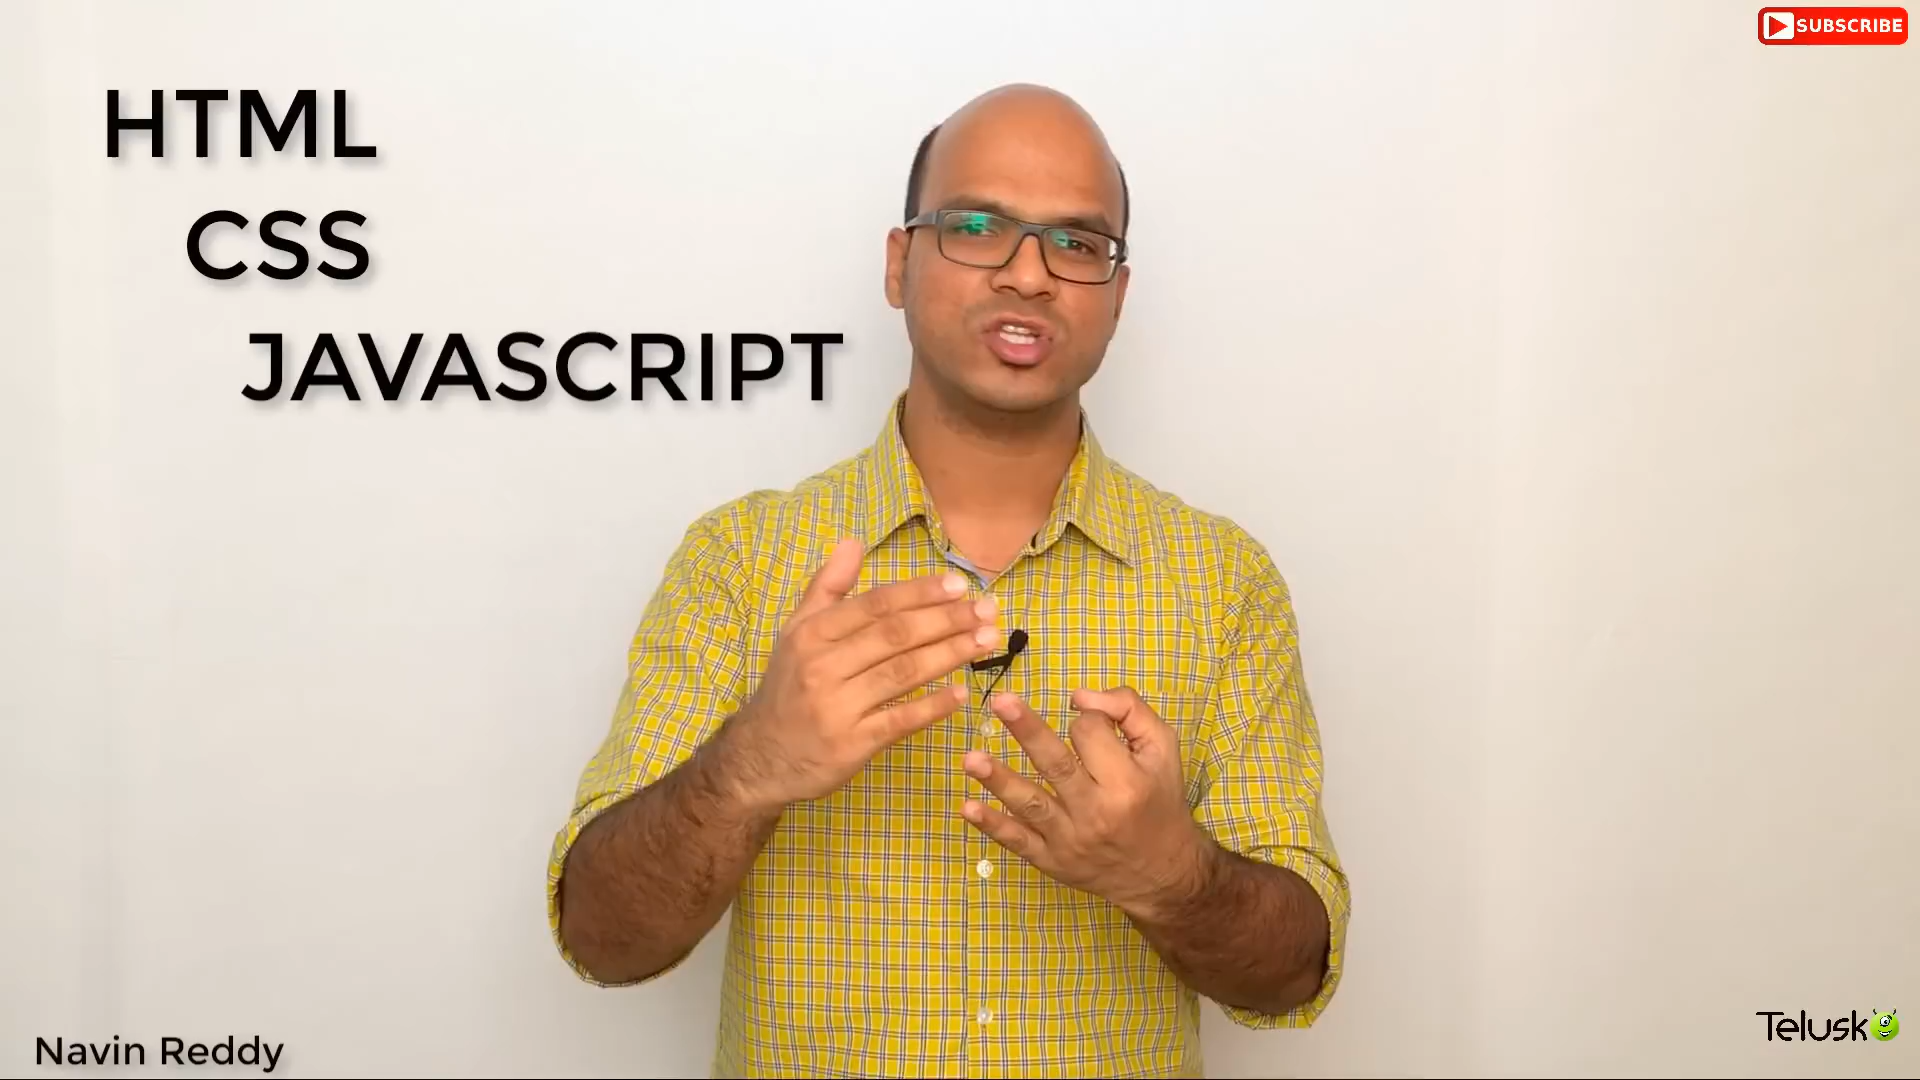 SUBSCRIBE
HTML
CSS
JAVASCRIPT
Navin Reddy
Telusko